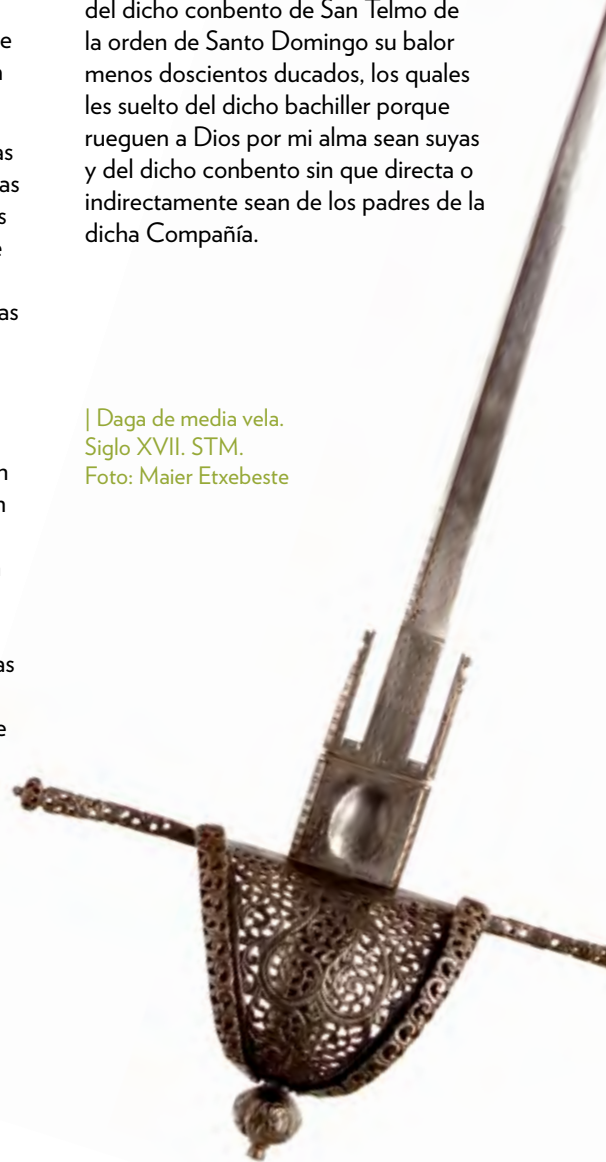 del dicho conbento de San Telmo de
la orden de Santo Domingo su balor
menos doscientos ducados, los quales
les suelto del dicho bachiller porque
rueguen a Dios por mi alma sean suyas
y del dicho conbento sin que directa o
indirectamente sean de los padres de la
dicha Compañía.
| Daga de media vela.
Siglo XVII. STM.
Foto: Maier Etxebeste